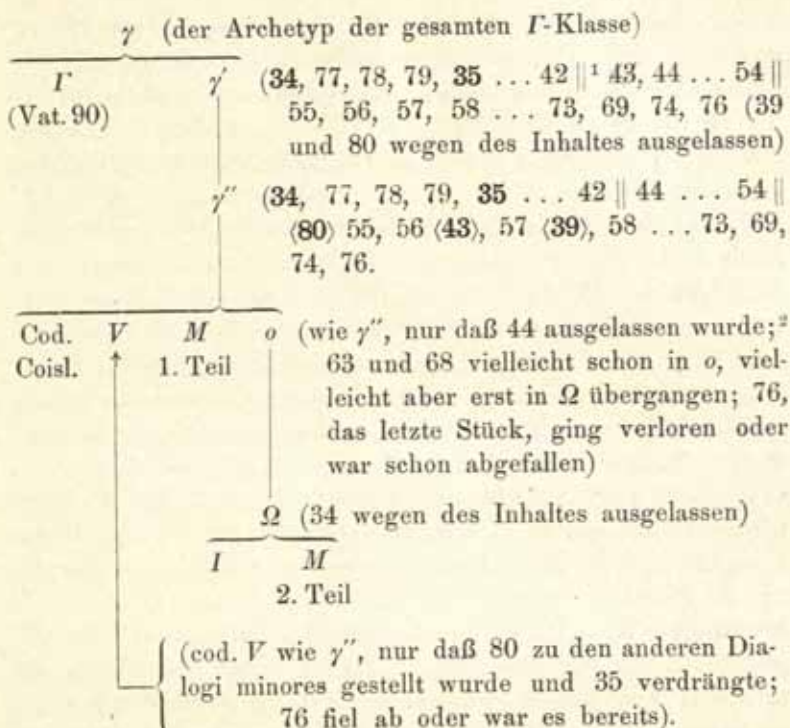 γ (der Archetyp der gesamten Γ-Klasse)
Γ γ′ (34, 77, 78, 79, 35 ... 42 ||¹ 43, 44 ... 54 ||
(Vat. 90) 55, 56, 57, 58 ... 73, 69, 74, 76 (39
und 80 wegen des Inhaltes ausgelassen)
γ″ (34, 77, 78, 79, 35 ... 42 || 44 ... 54 ||
⟨80⟩ 55, 56 ⟨43⟩, 57 ⟨39⟩, 58 ... 73, 69,
74, 76.
Cod. V M o (wie γ″, nur daß 44 ausgelassen wurde;²
Coisl. 1. Teil 63 und 68 vielleicht schon in o, viel-
leicht aber erst in Ω übergangen; 76,
das letzte Stück, ging verloren oder
war schon abgefallen)
Ω (34 wegen des Inhaltes ausgelassen)
I M
2. Teil
(cod. V wie γ″, nur daß 80 zu den anderen Dia-
logi minores gestellt wurde und 35 verdrängte;
76 fiel ab oder war es bereits).